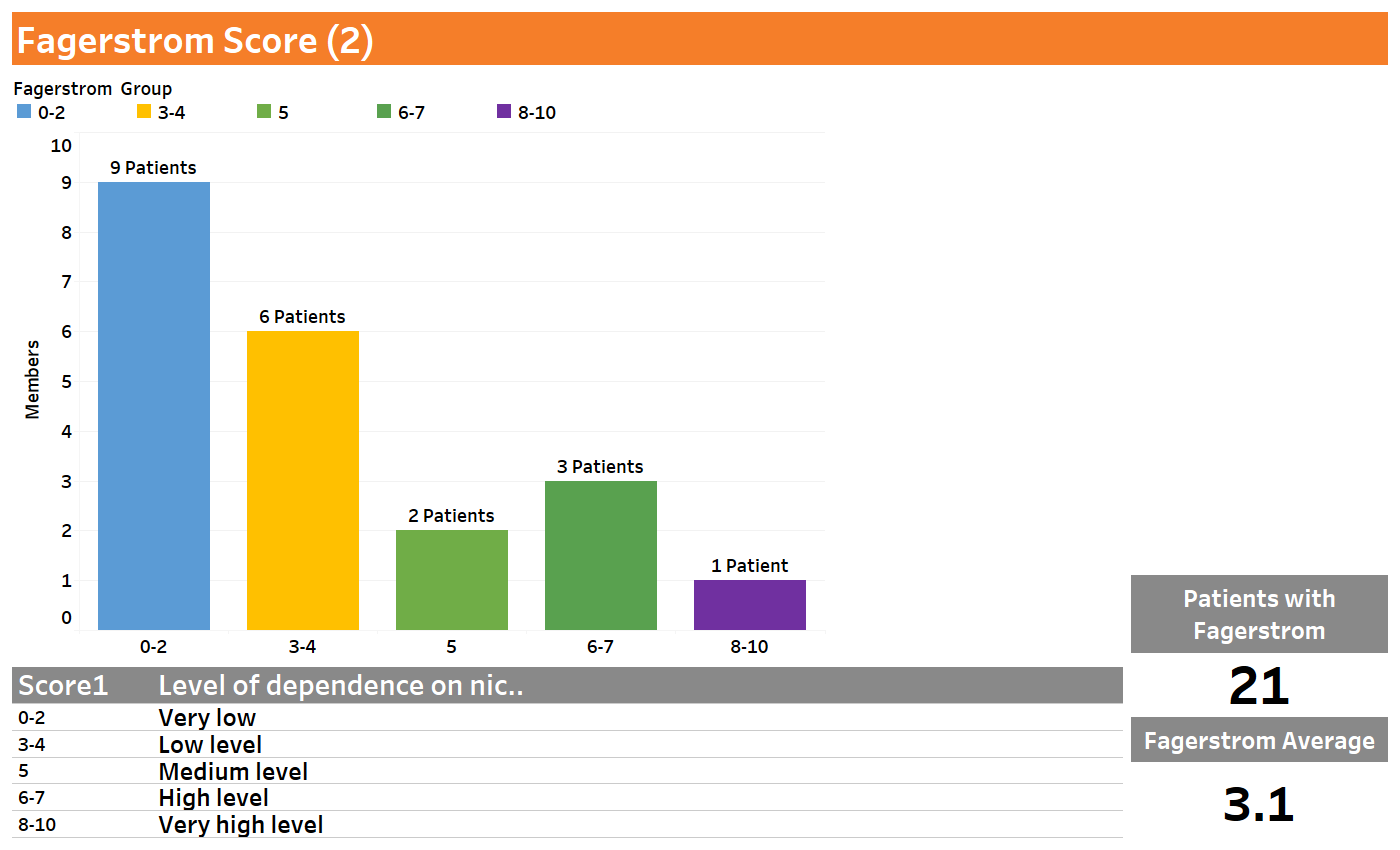 Fagerstrom Score (2)
Fagerstrom Group
0-2 3-4 5 6-7 8-10
10
9
8
7
6
5
4
3
2
1
0
Members
9 Patients
6 Patients
2 Patients
3 Patients
1 Patient
0-2 3-4 5 6-7 8-10
Score1 Level of dependence on nic..
0-2 Very low
3-4 Low level
5 Medium level
6-7 High level
8-10 Very high level
Patients with
Fagerstrom
21
Fagerstrom Average
3.1